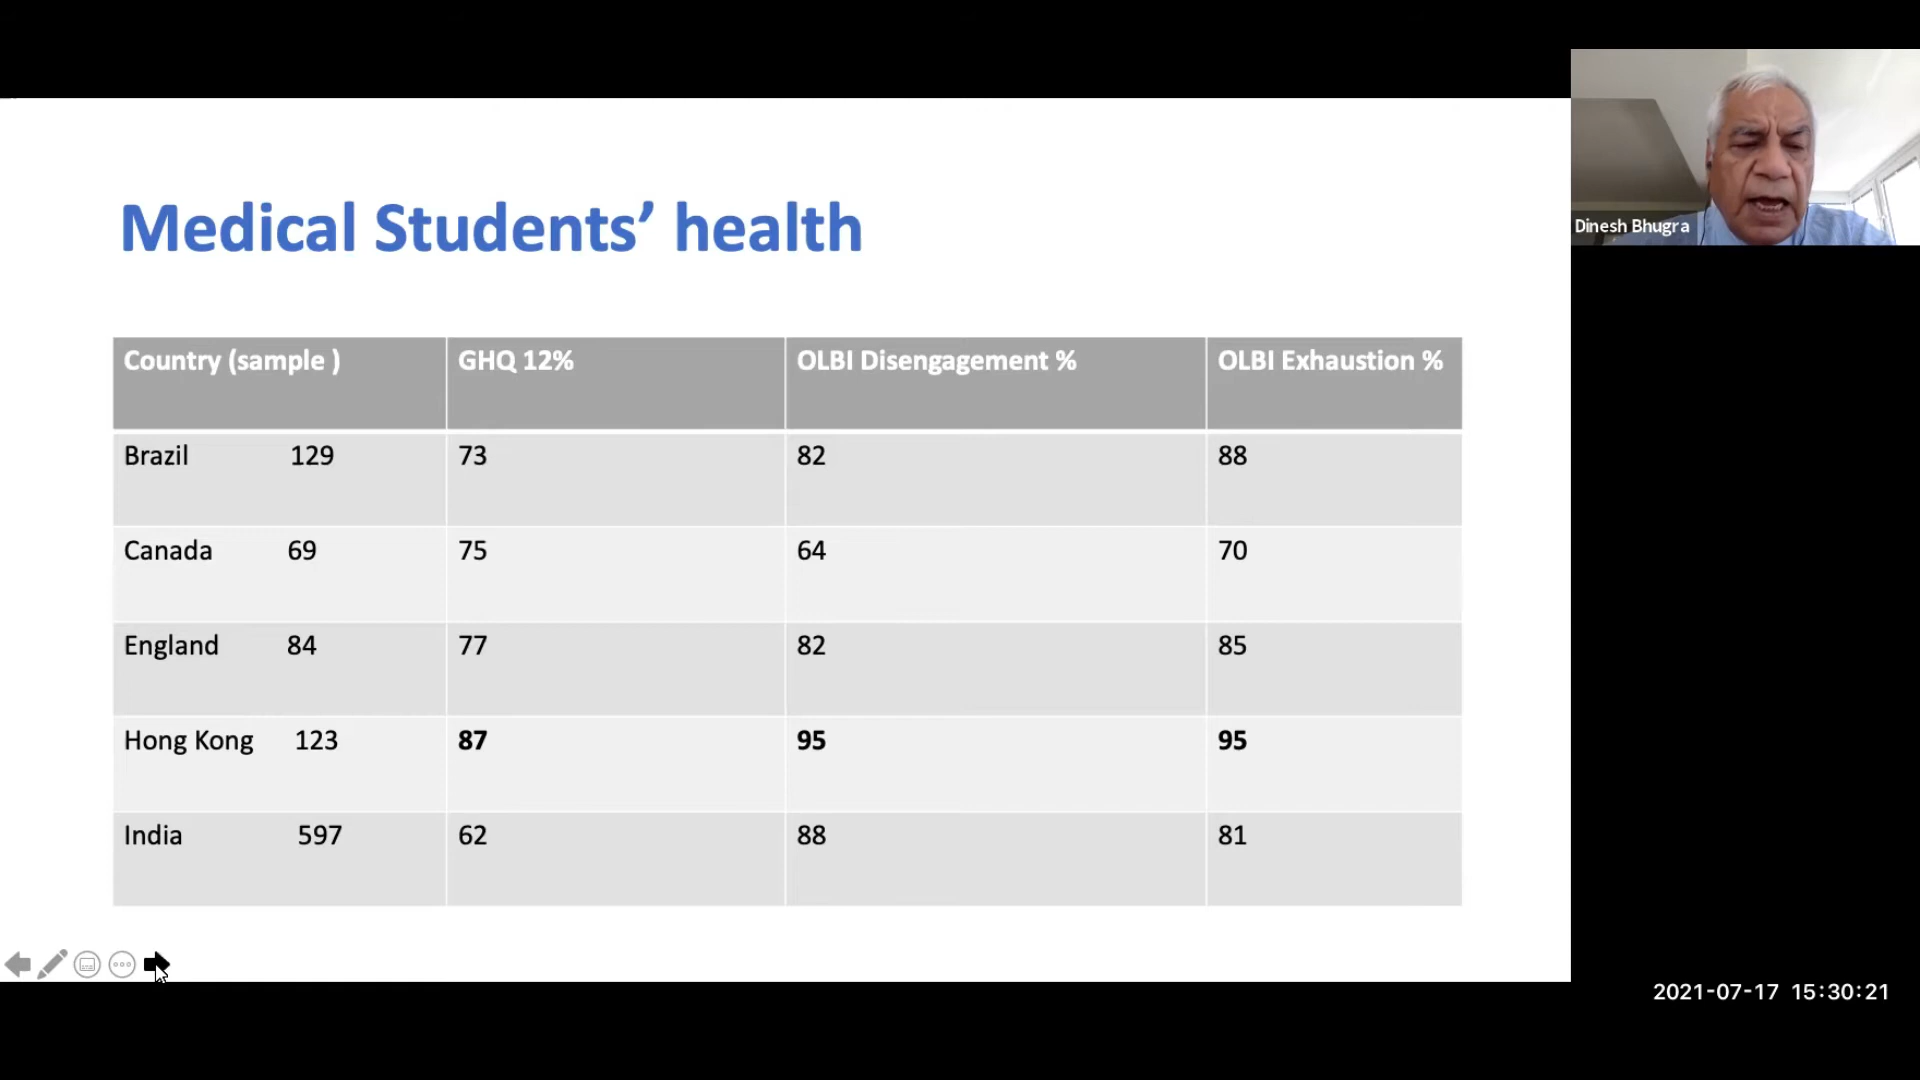 Medical Students’ health
Country (sample ) GHQ 12% OLBI Disengagement % OLBI Exhaustion %
Brazil 129 73 82 88
Canada 69 75 64 70
England 84 77 82 85
Hong Kong 123 87 95 95
India 597 62 88 81
Dinesh Bhugra
2021-07-17 15:30:21